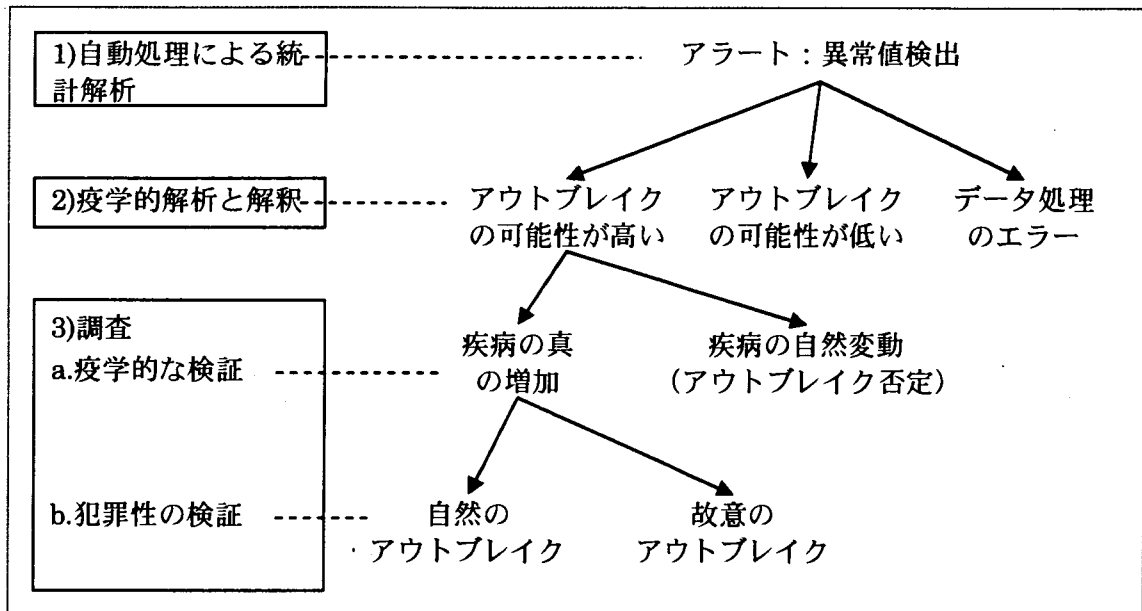 1)自動処理による統
計解析
アラート:異常値検出
2)疫学的解析と解釈
アウトブレイク
の可能性が高い
アウトブレイク
の可能性が低い
データ処理
のエラー
3)調査
a.疫学的な検証
疾病の真
の増加
疾病の自然変動
(アウトブレイク否定)
b.犯罪性の検証
自然の
アウトブレイク
故意の
アウトブレイク